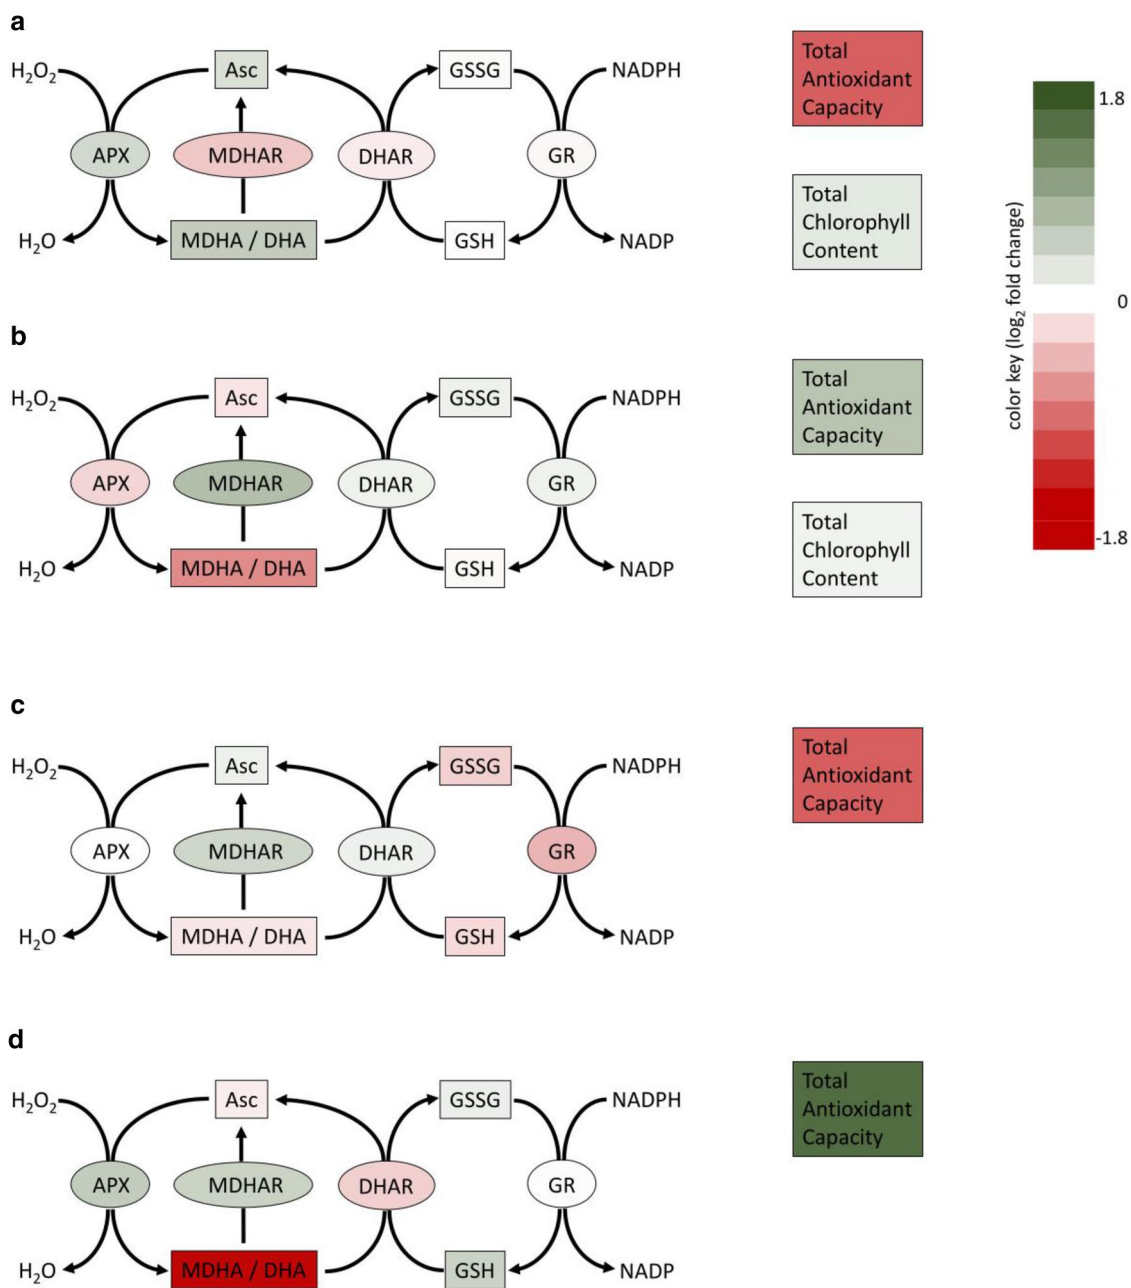 a
H₂O₂ Asc GSSG NADPH
APX MDHAR DHAR GR
H₂O MDHA / DHA GSH NADP
Total
Antioxidant
Capacity
Total
Chlorophyll
Content
1.8
0
-1.8
color key (log₂ fold change)
b
H₂O₂ Asc GSSG NADPH
APX MDHAR DHAR GR
H₂O MDHA / DHA GSH NADP
Total
Antioxidant
Capacity
Total
Chlorophyll
Content
c
H₂O₂ Asc GSSG NADPH
APX MDHAR DHAR GR
H₂O MDHA / DHA GSH NADP
Total
Antioxidant
Capacity
d
H₂O₂ Asc GSSG NADPH
APX MDHAR DHAR GR
H₂O MDHA / DHA GSH NADP
Total
Antioxidant
Capacity